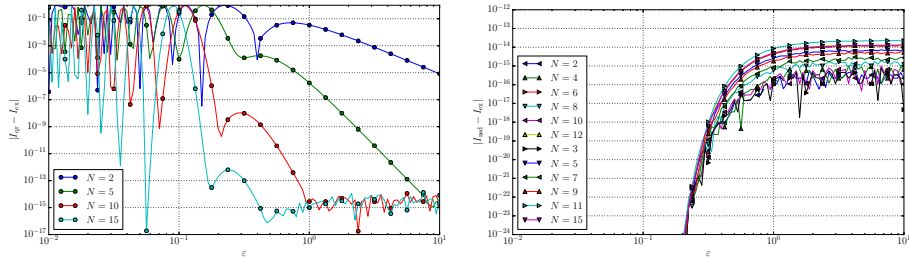 10^{-1}
10^{-3}
10^{-5}
10^{-7}
10^{-9}
10^{-11}
10^{-13}
10^{-15}
10^{-17}
|I_{qr} − I_{ex}|
N = 2
N = 5
N = 10
N = 15
10^{-2}
10^{-1}
10^{0}
10^{1}
ε
10^{-12}
10^{-13}
10^{-14}
10^{-15}
10^{-16}
10^{-17}
10^{-18}
10^{-19}
10^{-20}
10^{-21}
10^{-22}
10^{-23}
10^{-24}
N = 2
N = 4
N = 6
N = 8
N = 10
N = 12
N = 3
N = 5
N = 7
N = 9
N = 11
N = 15
10^{-2}
10^{-1}
10^{0}
10^{1}
ε